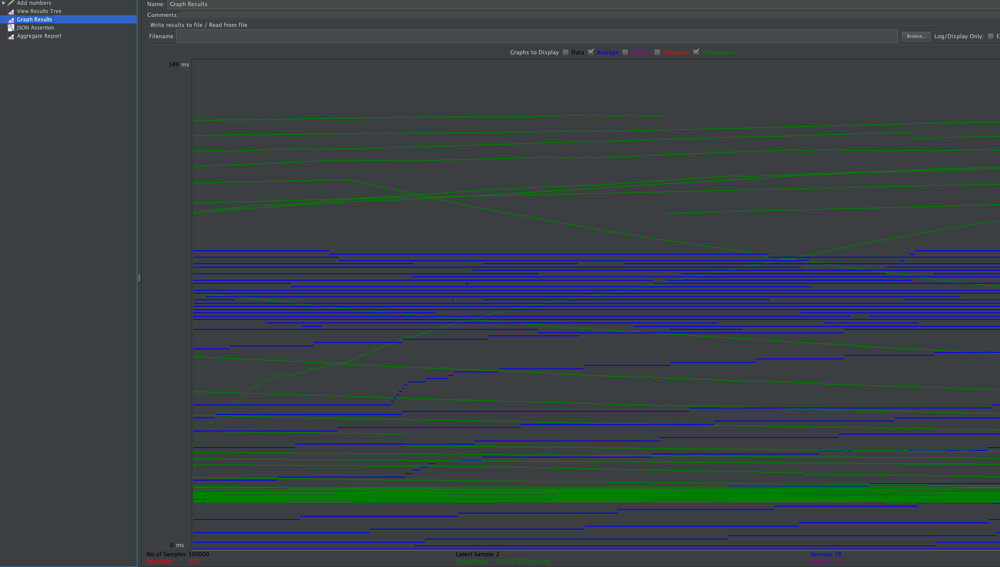 Add numbers
View Results Tree
Graph Results
JSON Assertion
Aggregate Report
Name: Graph Results
Comments:
Write results to file / Read from file
Filename
Browse... Log/Display Only: E
Graphs to Display Data Average Median Deviation Throughput
149 ms
0 ms
No of Samples 100000 Latest Sample 2 Average 78
Deviation 327 Throughput 57,727.833/minute Median